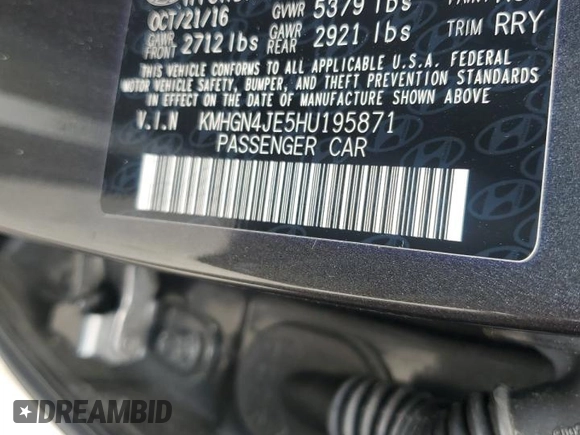 OCT/21/16 GVWR 5379 lbs
GAWR FRONT 2712 lbs GAWR REAR 2921 lbs TRIM RRY
THIS VEHICLE CONFORMS TO ALL APPLICABLE U.S.A. FEDERAL
MOTOR VEHICLE SAFETY, BUMPER, AND THEFT PREVENTION STANDARDS
IN EFFECT ON THE DATE OF MANUFACTURE SHOWN ABOVE.
V.I.N KMHGN4JE5HU195871
PASSENGER CAR
DREAMBID